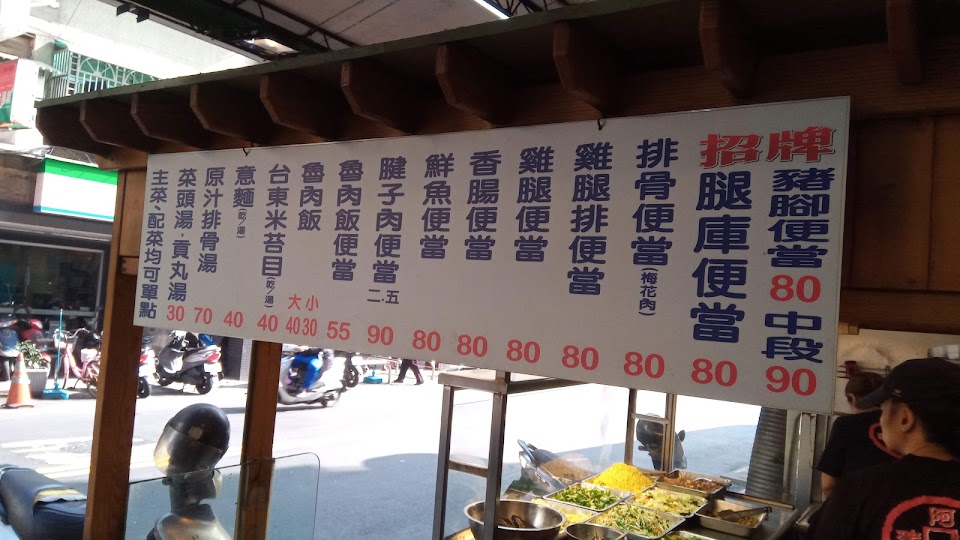 招牌
豬腳便當 80 中段 90
腿庫便當 80
排骨便當(梅花肉) 80
雞腿排便當 80
雞腿便當 80
香腸便當 80
鮮魚便當 80
腱子肉便當 二.五 90
魯肉飯便當 55
魯肉飯 大40 小30
台東米苔目(乾/湯) 40
意麵(乾/湯) 40
原汁排骨湯 70
菜頭湯.貢丸湯 30
主菜、配菜均可單點
阿